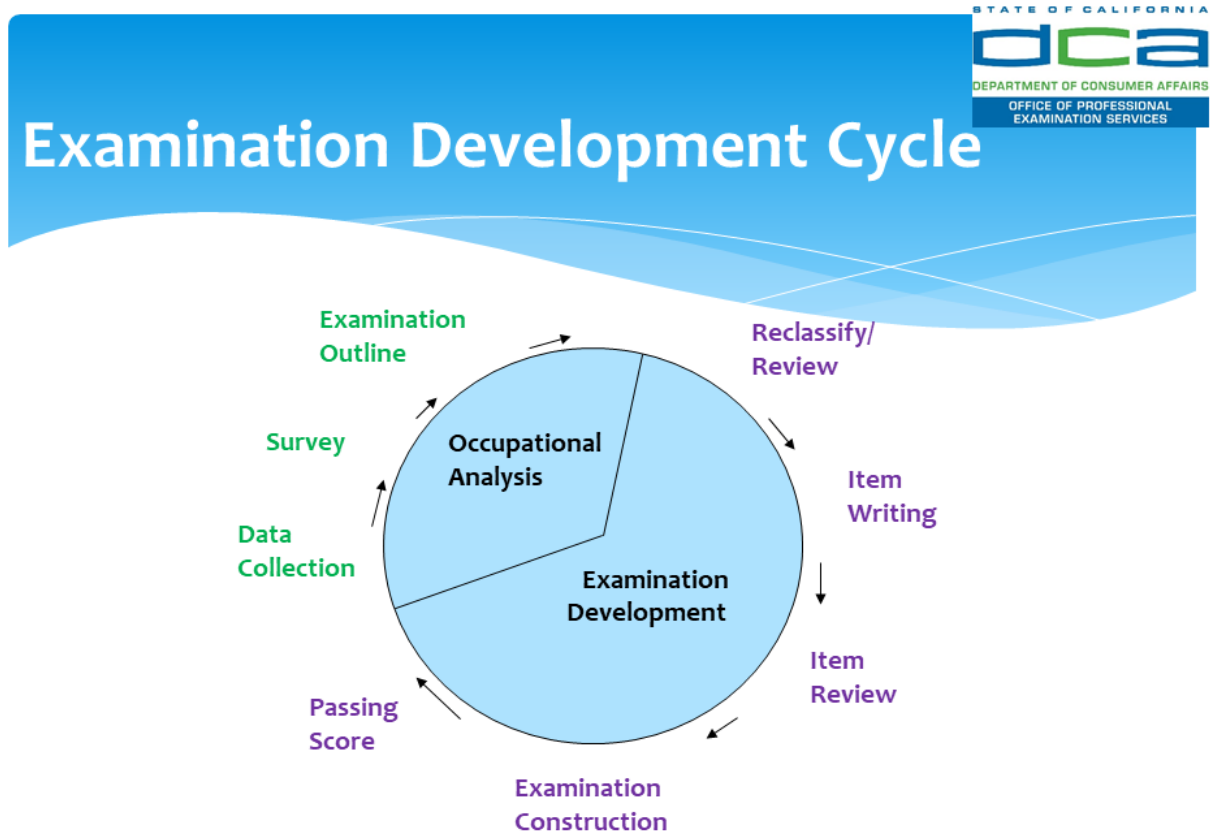 STATE OF CALIFORNIA
dca
DEPARTMENT OF CONSUMER AFFAIRS
OFFICE OF PROFESSIONAL
EXAMINATION SERVICES
Examination Development Cycle
Examination
Outline
Reclassify/
Review
Survey
Occupational
Analysis
Item
Writing
Data
Collection
Examination
Development
Item
Review
Passing
Score
Examination
Construction